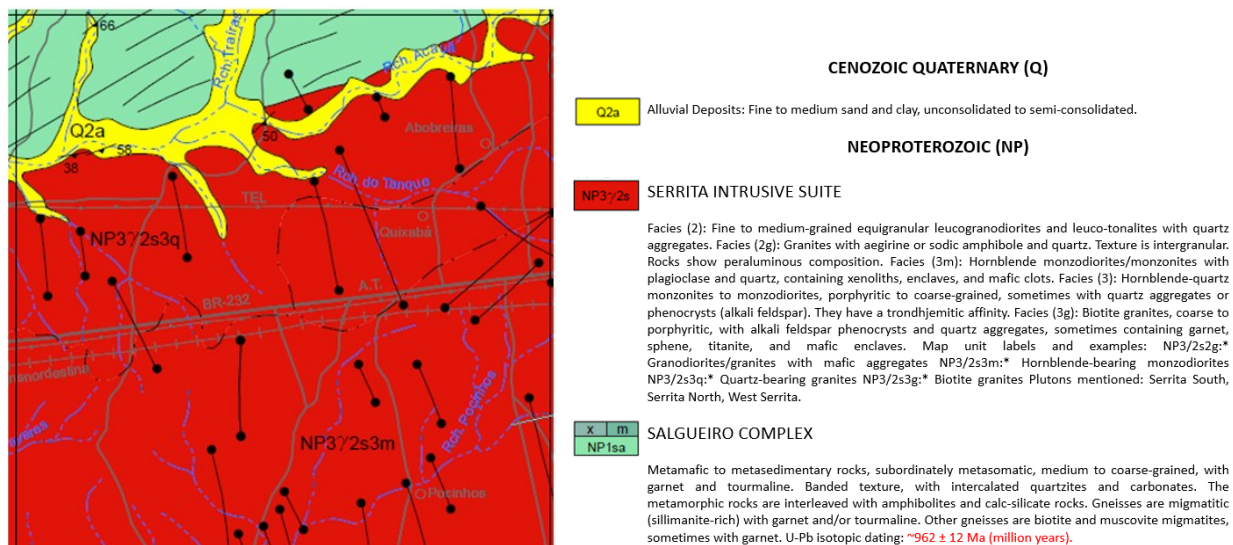 66
Rch. Traíras
Rch. Acayá
Q2a
50
58
38
Abobreiras
Rch. do Tanque
TEL
Quixabá
NP3γ2s3q
A.T.
BR-232
nsnordestina
Rch. Pocinhos
NP3γ2s3m
Pocinhos
CENOZOIC QUATERNARY (Q)
Q2a
Alluvial Deposits: Fine to medium sand and clay, unconsolidated to semi-consolidated.
NEOPROTEROZOIC (NP)
NP3γ2s
SERRITA INTRUSIVE SUITE
Facies (2): Fine to medium-grained equigranular leucogranodiorites and leuco-tonalites with quartz
aggregates. Facies (2g): Granites with aegirine or sodic amphibole and quartz. Texture is intergranular.
Rocks show peraluminous composition. Facies (3m): Hornblende monzodiorites/monzonites with
plagioclase and quartz, containing xenoliths, enclaves, and mafic clots. Facies (3): Hornblende-quartz
monzonites to monzodiorites, porphyritic to coarse-grained, sometimes with quartz aggregates or
phenocrysts (alkali feldspar). They have a trondhjemitic affinity. Facies (3g): Biotite granites, coarse to
porphyritic, with alkali feldspar phenocrysts and quartz aggregates, sometimes containing garnet,
sphene, titanite, and mafic enclaves. Map unit labels and examples: NP3/2s2g:*
Granodiorites/granites with mafic aggregates NP3/2s3m:* Hornblende-bearing monzodiorites
NP3/2s3q:* Quartz-bearing granites NP3/2s3g:* Biotite granites Plutons mentioned: Serrita South,
Serrita North, West Serrita.
x m
NP1sa
SALGUEIRO COMPLEX
Metamafic to metasedimentary rocks, subordinately metasomatic, medium to coarse-grained, with
garnet and tourmaline. Banded texture, with intercalated quartzites and carbonates. The
metamorphic rocks are interleaved with amphibolites and calc-silicate rocks. Gneisses are migmatitic
(sillimanite-rich) with garnet and/or tourmaline. Other gneisses are biotite and muscovite migmatites,
sometimes with garnet. U-Pb isotopic dating: ~962 ± 12 Ma (million years).